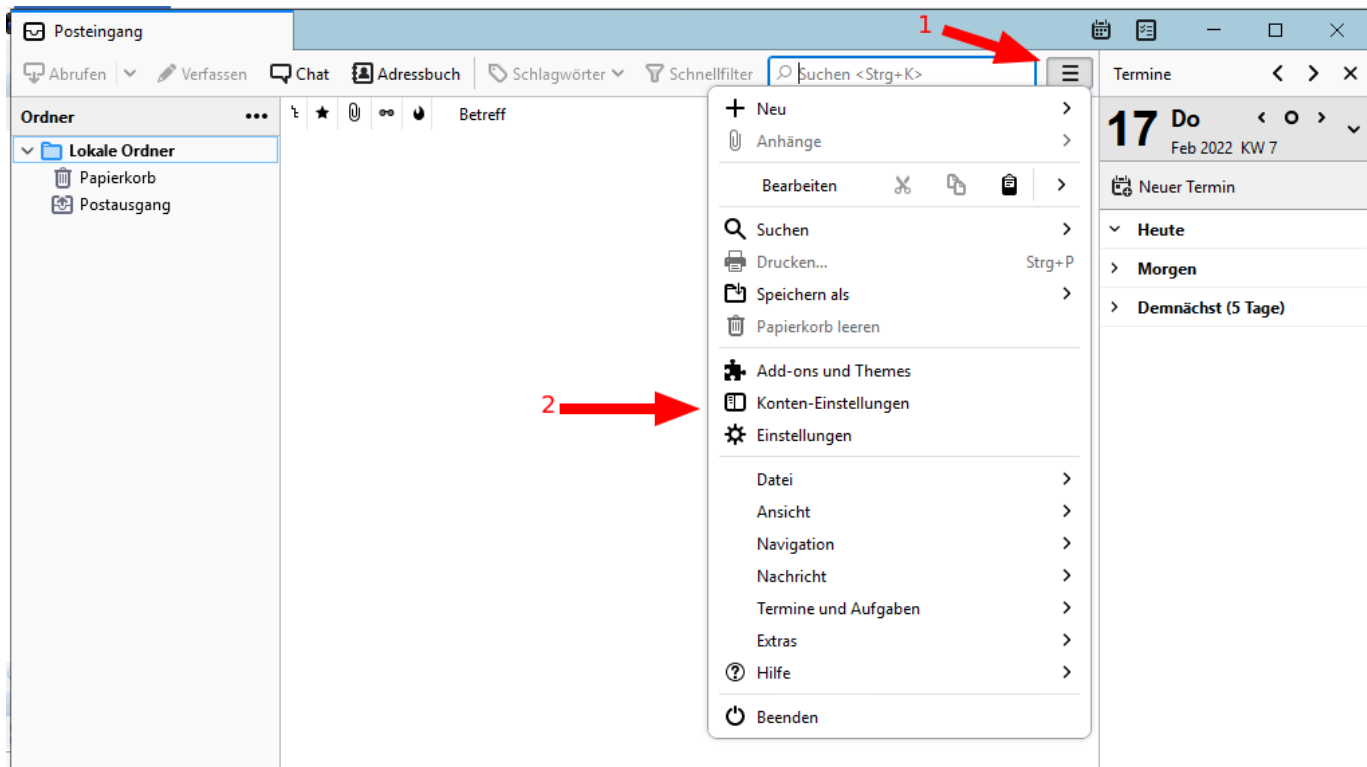 Posteingang
1
Abrufen Verfassen Chat Adressbuch Schlagwörter Schnellfilter Suchen <Strg+K>
Termine
Ordner
Betreff
Lokale Ordner
Papierkorb
Postausgang
Neu
Anhänge
Bearbeiten
Suchen
Drucken... Strg+P
Speichern als
Papierkorb leeren
Add-ons und Themes
2
Konten-Einstellungen
Einstellungen
Datei
Ansicht
Navigation
Nachricht
Termine und Aufgaben
Extras
Hilfe
Beenden
17 Do
Feb 2022 KW 7
Neuer Termin
Heute
Morgen
Demnächst (5 Tage)